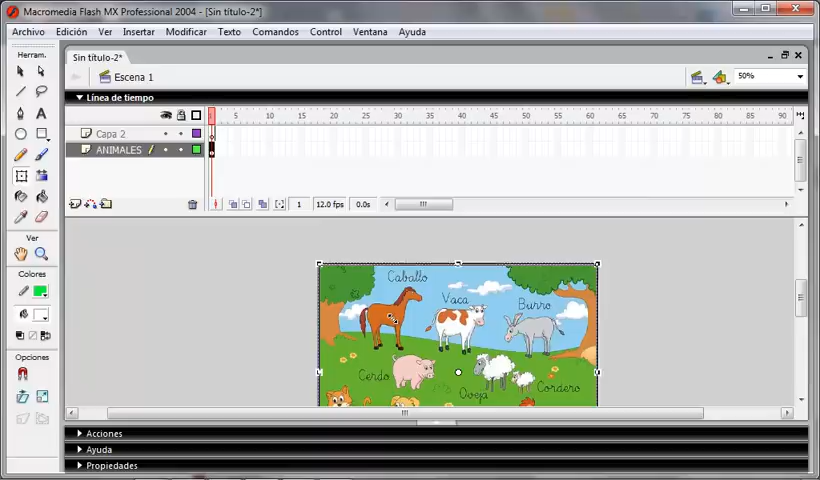 Macromedia Flash MX Professional 2004 - [Sin título-2*]
Archivo Edición Ver Insertar Modificar Texto Comandos Control Ventana Ayuda
Herram.
Sin título-2*
Escena 1
50%
Línea de tiempo
5 10 15 20 25 30 35 40 45 50 55 60 65 70 75 80 85 90
Capa 2
ANIMALES
1 12.0 fps 0.0s
Ver
Colores
Opciones
Caballo
Vaca
Burro
Cerdo
Oveja
Cordero
Acciones
Ayuda
Propiedades